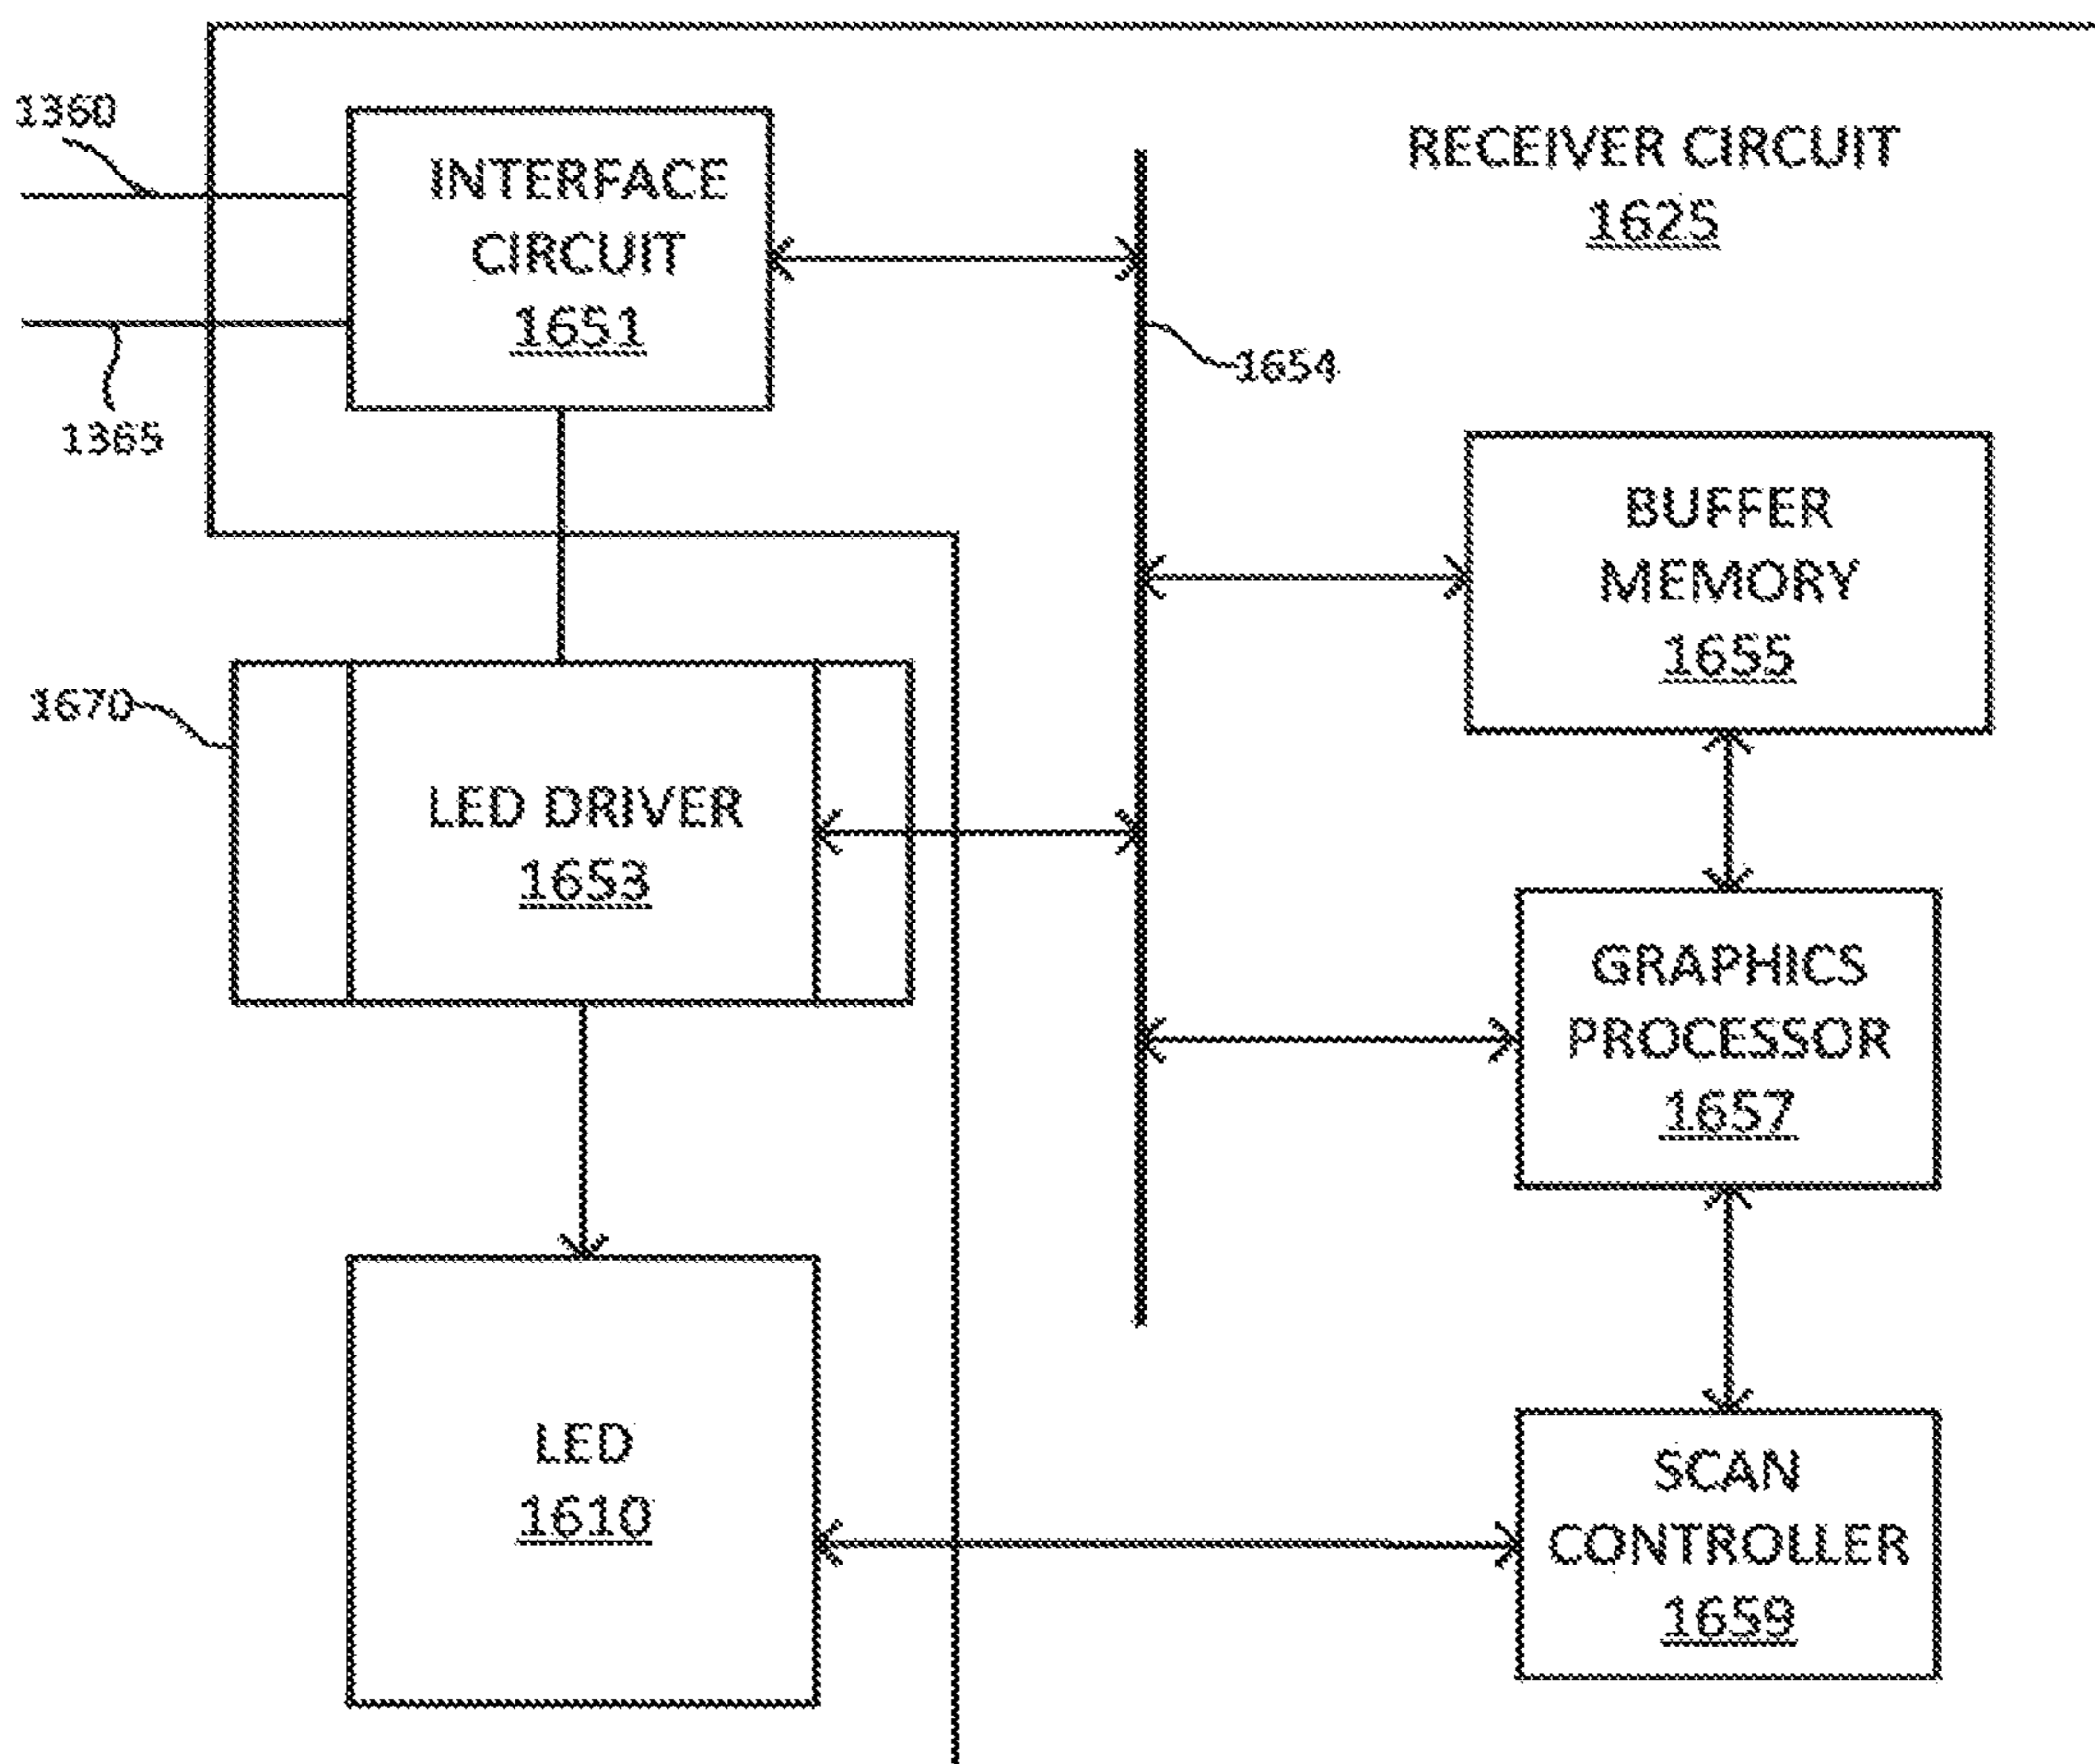 1360
INTERFACE
CIRCUIT
1651
RECEIVER CIRCUIT
1625
1654
1365
BUFFER
MEMORY
1655
1670
LED DRIVER
1653
GRAPHICS
PROCESSOR
1657
LED
1610
SCAN
CONTROLLER
1659